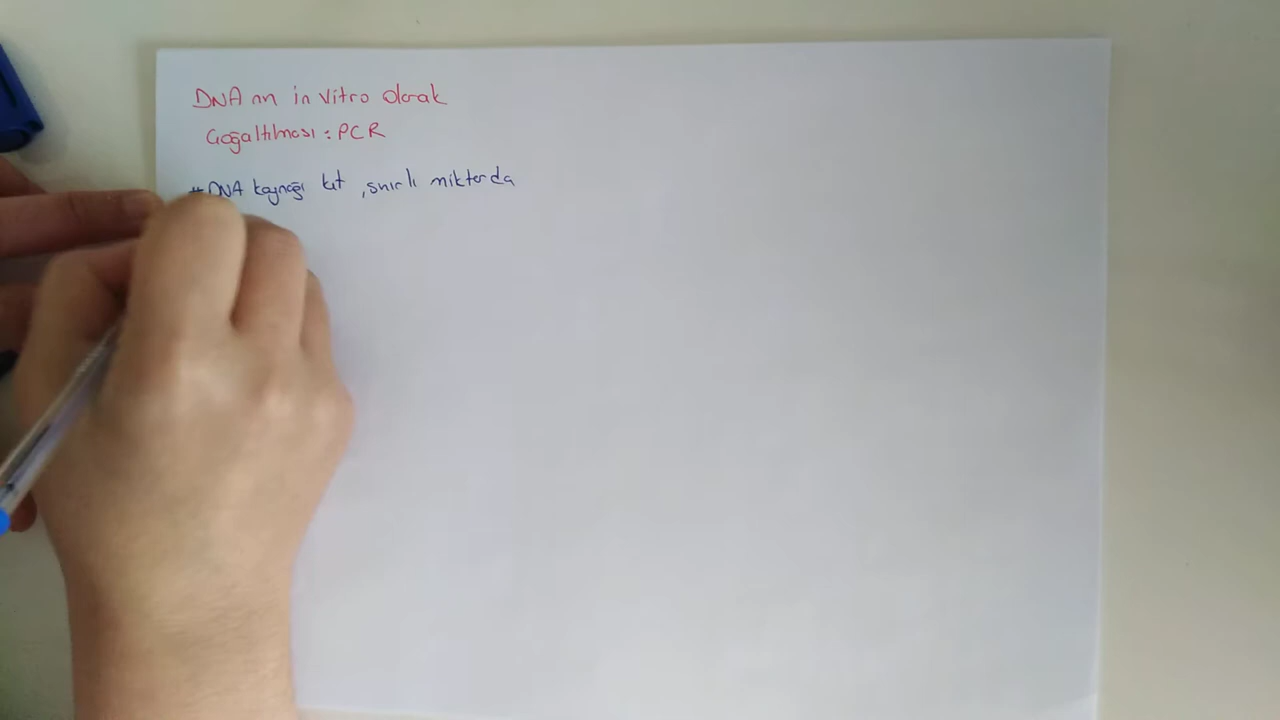 DNA nın in vitro olarak
Çoğaltılması : PCR
# DNA kaynağı kıt , sınırlı miktarda